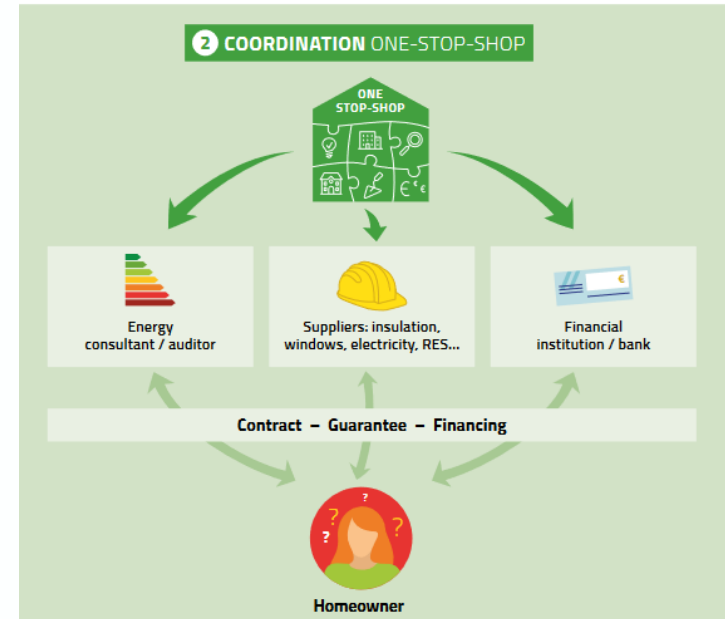 2 COORDINATION ONE-STOP-SHOP
ONE
STOP-SHOP
€ € €
Energy
consultant / auditor
Suppliers: insulation,
windows, electricity, RES...
€
Financial
institution / bank
Contract – Guarantee – Financing
?
? ?
?
Homeowner